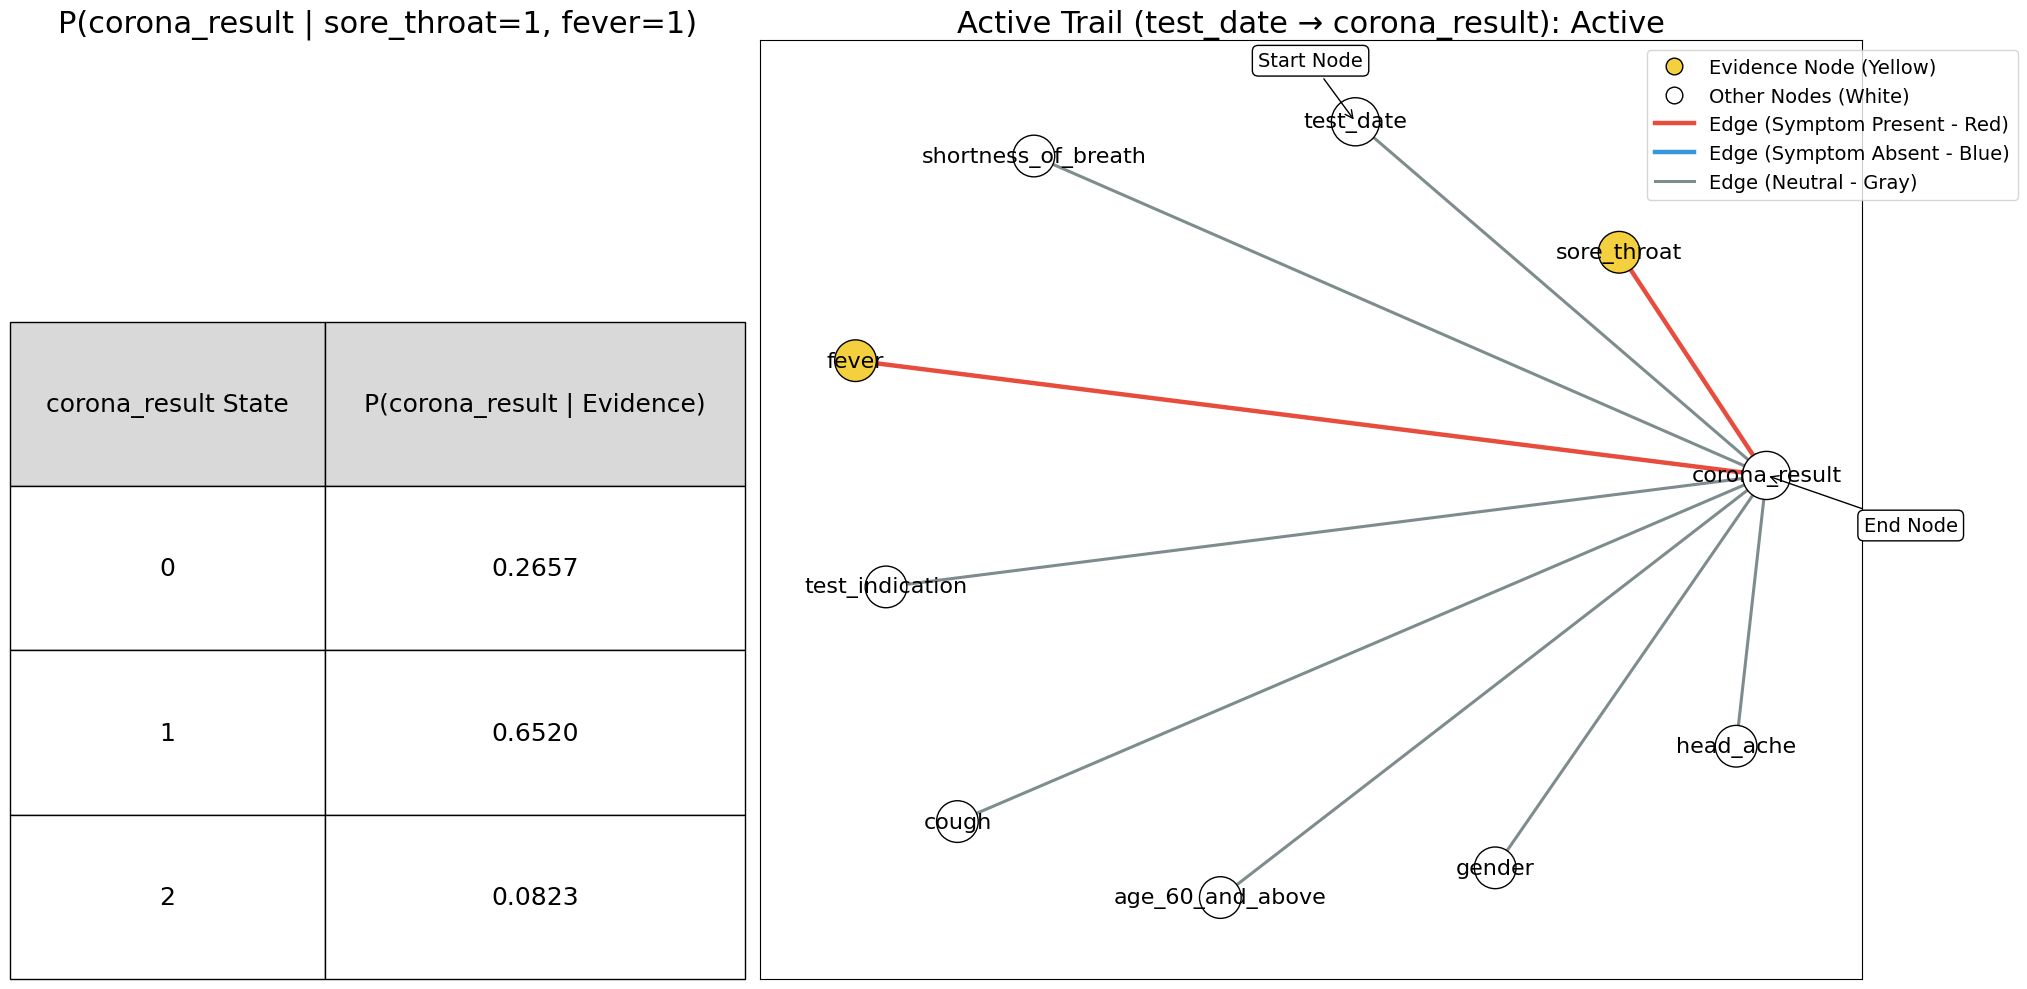 P(corona_result | sore_throat=1, fever=1)
corona_result State
P(corona_result | Evidence)
0
0.2657
1
0.6520
2
0.0823
Active Trail (test_date → corona_result): Active
Start Node
test_date
shortness_of_breath
sore_throat
fever
corona_result
End Node
test_indication
head_ache
cough
gender
age_60_and_above
Evidence Node (Yellow)
Other Nodes (White)
Edge (Symptom Present - Red)
Edge (Symptom Absent - Blue)
Edge (Neutral - Gray)